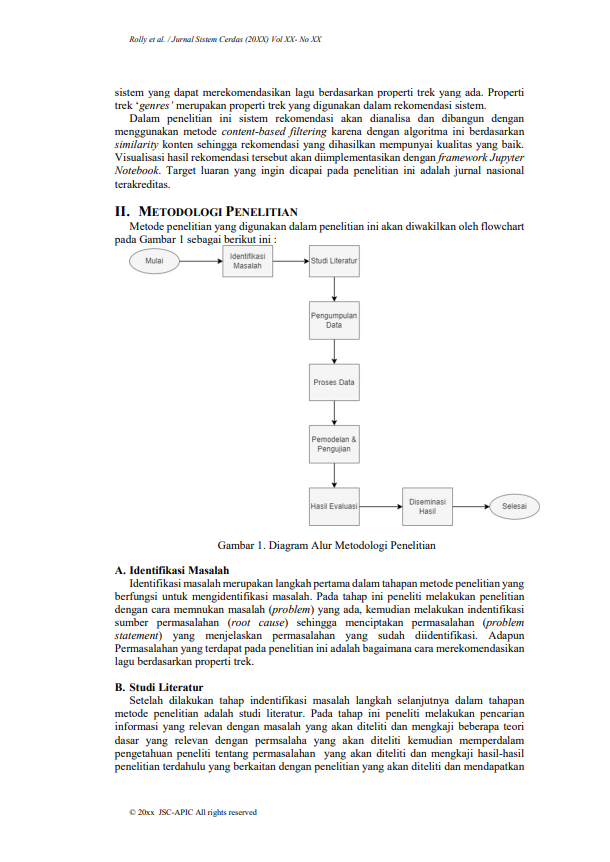 Rolly et al. / Jurnal Sistem Cerdas (20XX) Vol XX- No XX
sistem yang dapat merekomendasikan lagu berdasarkan properti trek yang ada. Properti
trek ‘genres’ merupakan properti trek yang digunakan dalam rekomendasi sistem.
Dalam penelitian ini sistem rekomendasi akan dianalisa dan dibangun dengan
menggunakan metode content-based filtering karena dengan algoritma ini berdasarkan
similarity konten sehingga rekomendasi yang dihasilkan mempunyai kualitas yang baik.
Visualisasi hasil rekomendasi tersebut akan diimplementasikan dengan framework Jupyter
Notebook. Target luaran yang ingin dicapai pada penelitian ini adalah jurnal nasional
terakreditas.
II. METODOLOGI PENELITIAN
Metode penelitian yang digunakan dalam penelitian ini akan diwakilkan oleh flowchart
pada Gambar 1 sebagai berikut ini :
Mulai
Identifikasi
Masalah
Studi Literatur
Pengumpulan
Data
Proses Data
Pemodelan &
Pengujian
Hasil Evaluasi
Diseminasi
Hasil
Selesai
Gambar 1. Diagram Alur Metodologi Penelitian
A. Identifikasi Masalah
Identifikasi masalah merupakan langkah pertama dalam tahapan metode penelitian yang
berfungsi untuk mengidentifikasi masalah. Pada tahap ini peneliti melakukan penelitian
dengan cara memnukan masalah (problem) yang ada, kemudian melakukan indentifikasi
sumber permasalahan (root cause) sehingga menciptakan permasalahan (problem
statement) yang menjelaskan permasalahan yang sudah diidentifikasi. Adapun
Permasalahan yang terdapat pada penelitian ini adalah bagaimana cara merekomendasikan
lagu berdasarkan properti trek.
B. Studi Literatur
Setelah dilakukan tahap indentifikasi masalah langkah selanjutnya dalam tahapan
metode penelitian adalah studi literatur. Pada tahap ini peneliti melakukan pencarian
informasi yang relevan dengan masalah yang akan diteliti dan mengkaji beberapa teori
dasar yang relevan dengan permsalaha yang akan diteliti kemudian memperdalam
pengetahuan peneliti tentang permasalahan yang akan diteliti dan mengkaji hasil-hasil
penelitian terdahulu yang berkaitan dengan penelitian yang akan diteliti dan mendapatkan
© 20xx JSC-APIC All rights reserved